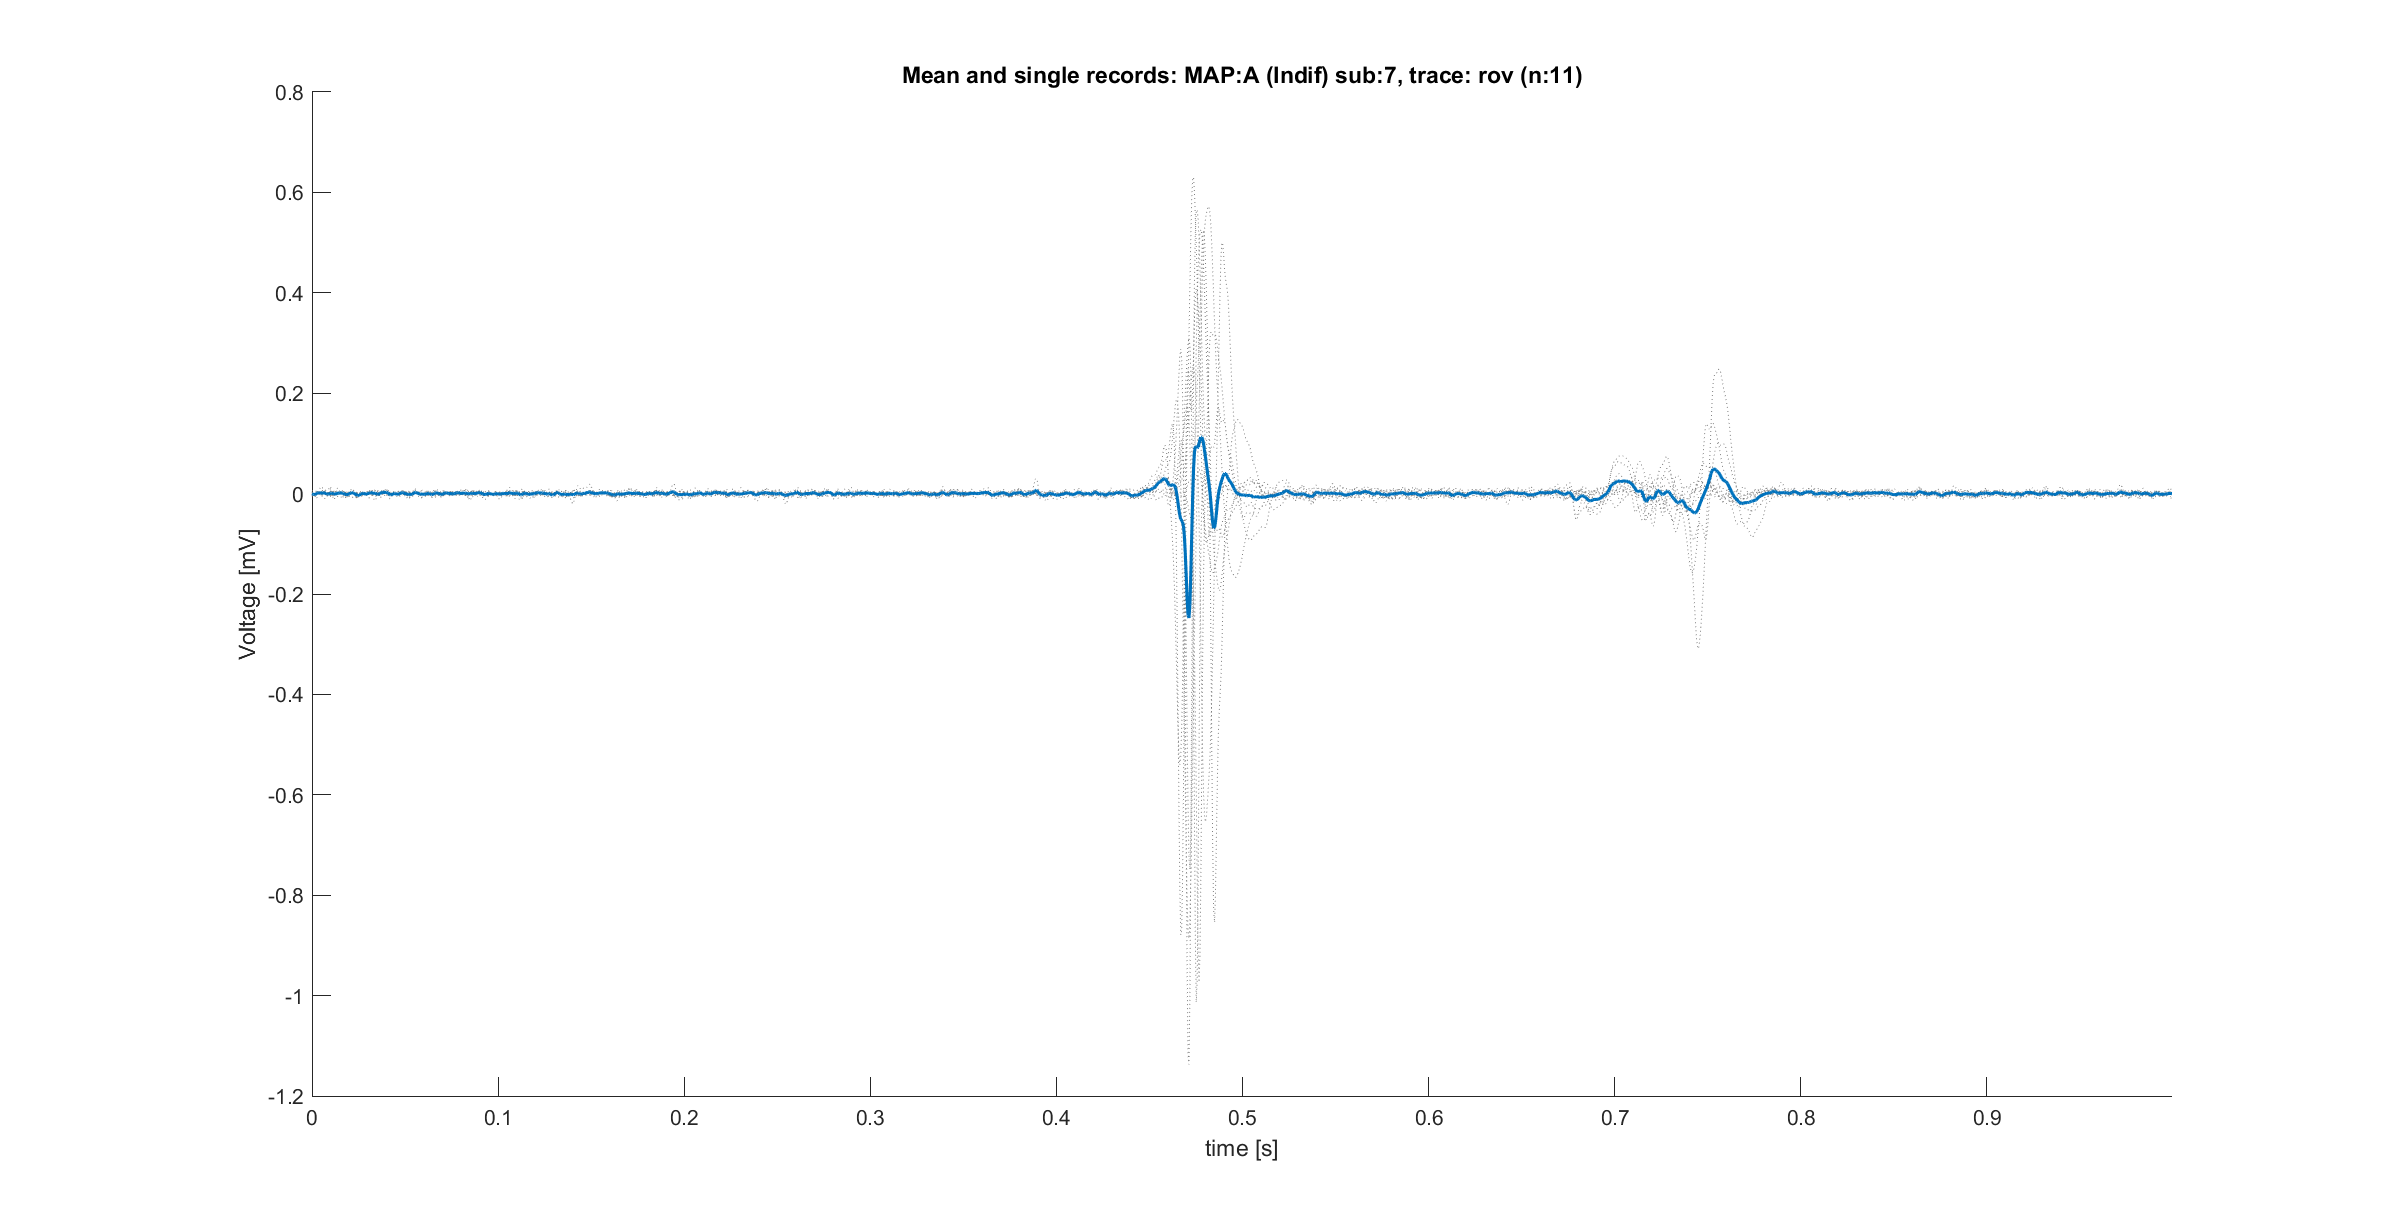 Mean and single records: MAP:A (Indif) sub:7, trace: rov (n:11)
0.8
0.6
0.4
0.2
0
-0.2
-0.4
-0.6
-0.8
-1
-1.2
Voltage [mV]
0 0.1 0.2 0.3 0.4 0.5 0.6 0.7 0.8 0.9
time [s]